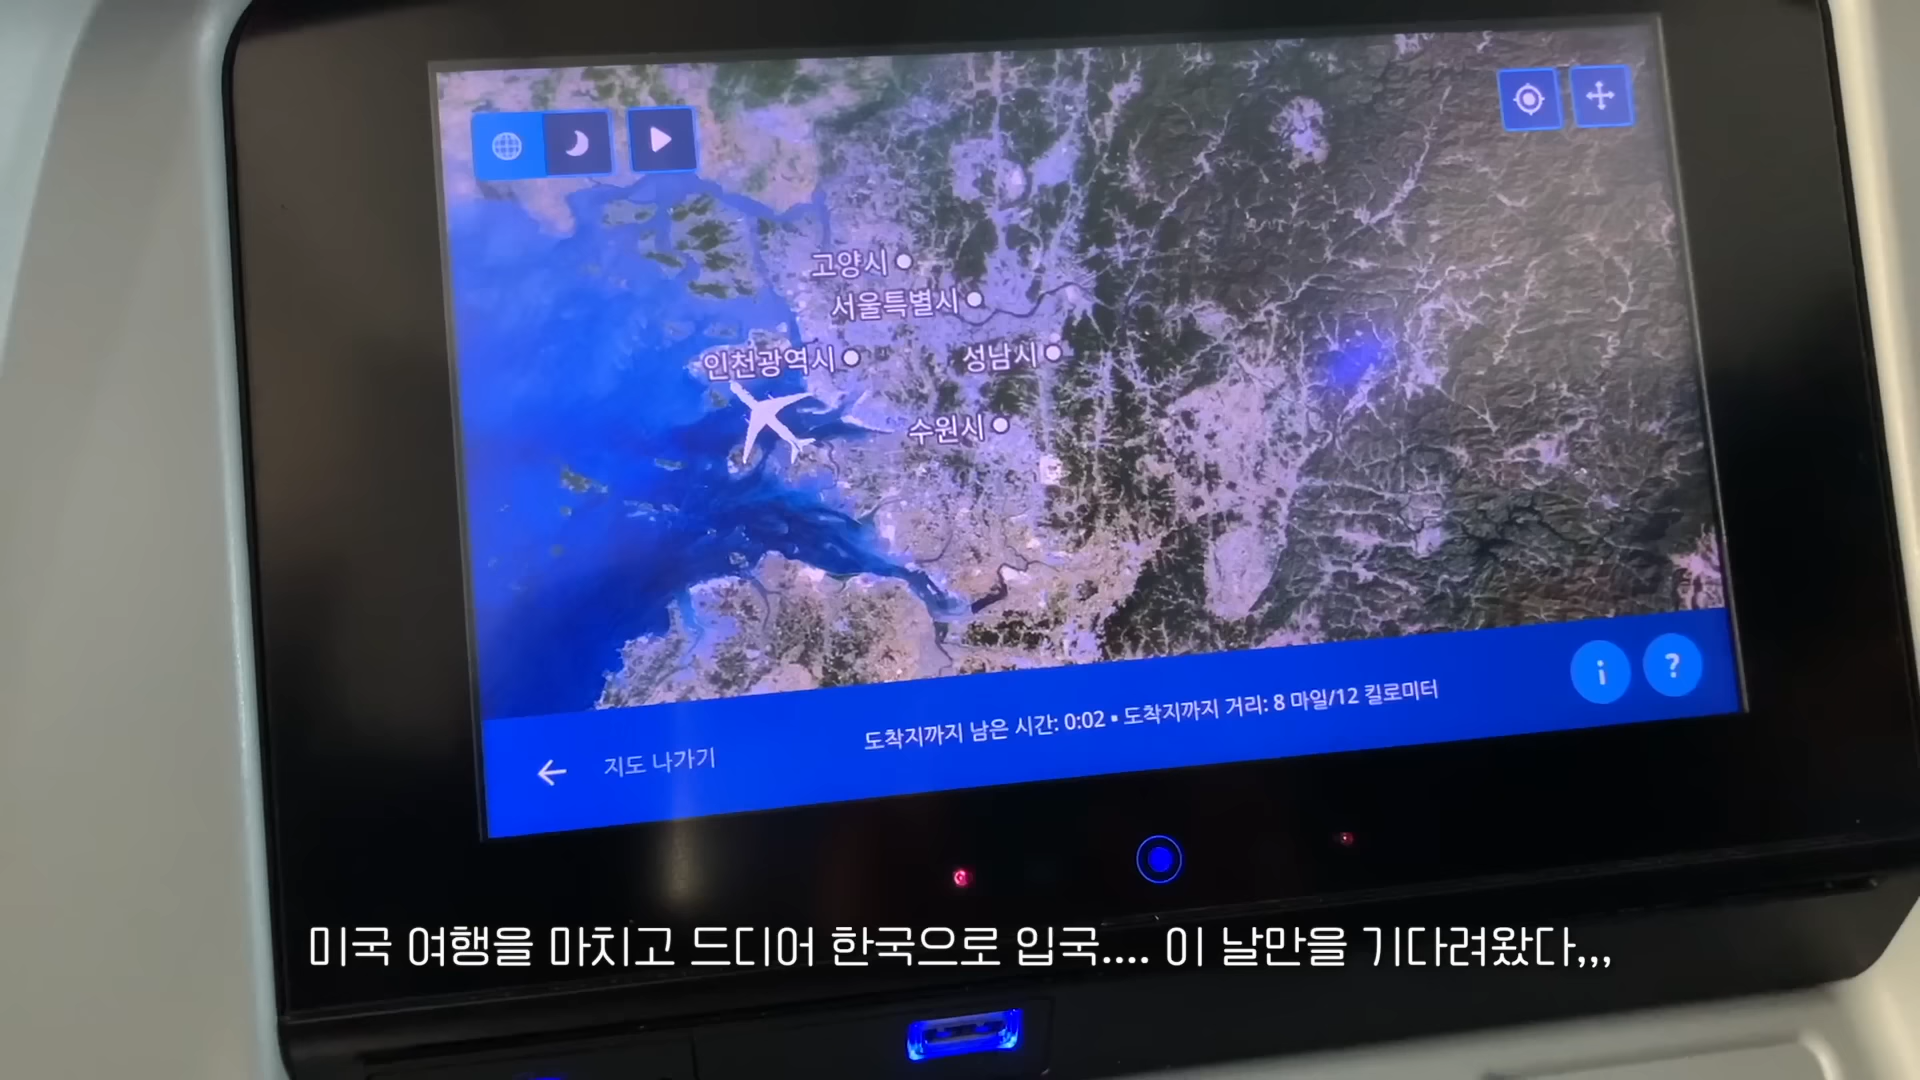 고양시
서울특별시
인천광역시
성남시
수원시
도착지까지 남은 시간: 0:02 ▪ 도착지까지 거리: 8 마일/12 킬로미터
지도 나가기
i
?
미국 여행을 마치고 드디어 한국으로 입국.... 이 날만을 기다려왔다,,,